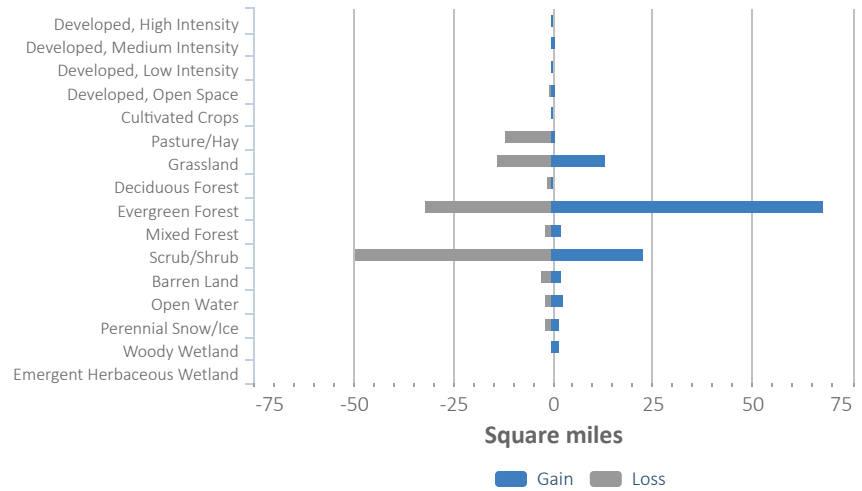 Developed, High Intensity
Developed, Medium Intensity
Developed, Low Intensity
Developed, Open Space
Cultivated Crops
Pasture/Hay
Grassland
Deciduous Forest
Evergreen Forest
Mixed Forest
Scrub/Shrub
Barren Land
Open Water
Perennial Snow/Ice
Woody Wetland
Emergent Herbaceous Wetland
-75 -50 -25 0 25 50 75
Square miles
Gain Loss